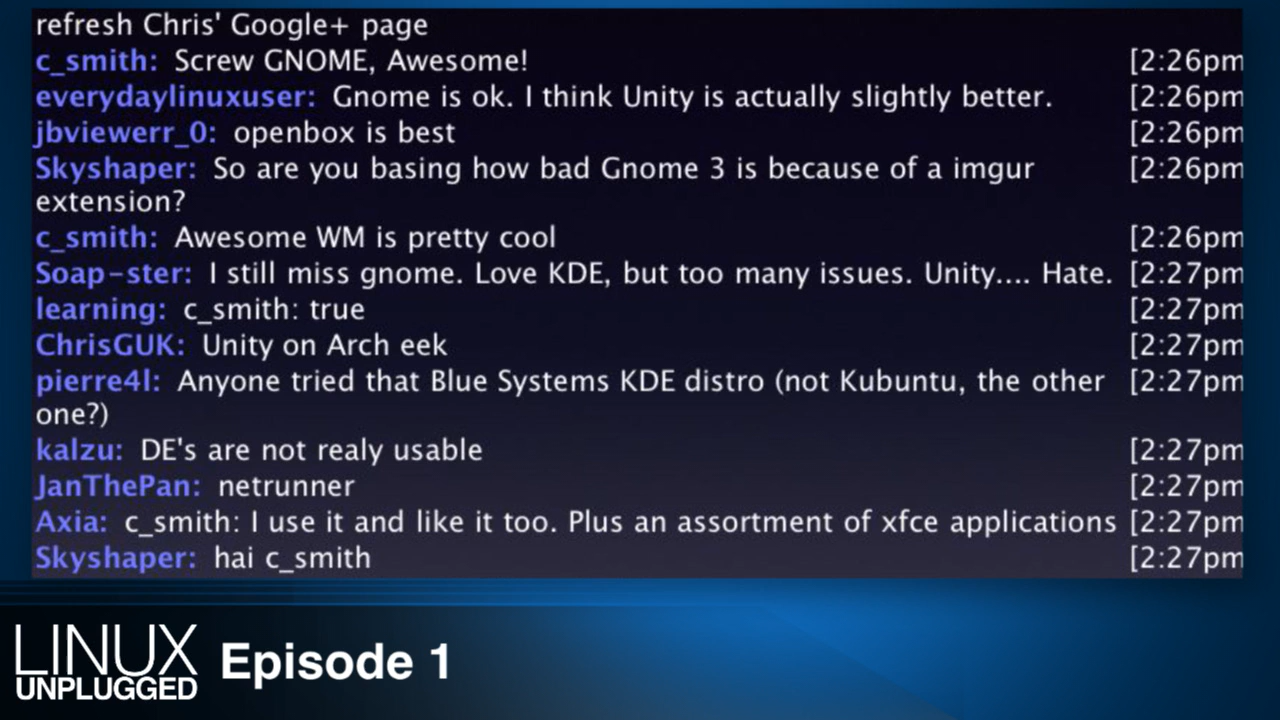 refresh Chris' Google+ page
c_smith: Screw GNOME, Awesome! [2:26pm
everydaylinuxuser: Gnome is ok. I think Unity is actually slightly better. [2:26pm
jbviewerr_0: openbox is best [2:26pm
Skyshaper: So are you basing how bad Gnome 3 is because of a imgur [2:26pm
extension?
c_smith: Awesome WM is pretty cool [2:26pm
Soap-ster: I still miss gnome. Love KDE, but too many issues. Unity.... Hate. [2:27pm
learning: c_smith: true [2:27pm
ChrisGUK: Unity on Arch eek [2:27pm
pierre4l: Anyone tried that Blue Systems KDE distro (not Kubuntu, the other [2:27pm
one?)
kalzu: DE's are not realy usable [2:27pm
JanThePan: netrunner [2:27pm
Axia: c_smith: I use it and like it too. Plus an assortment of xfce applications [2:27pm
Skyshaper: hai c_smith [2:27pm
LINUX
UNPLUGGED
Episode 1